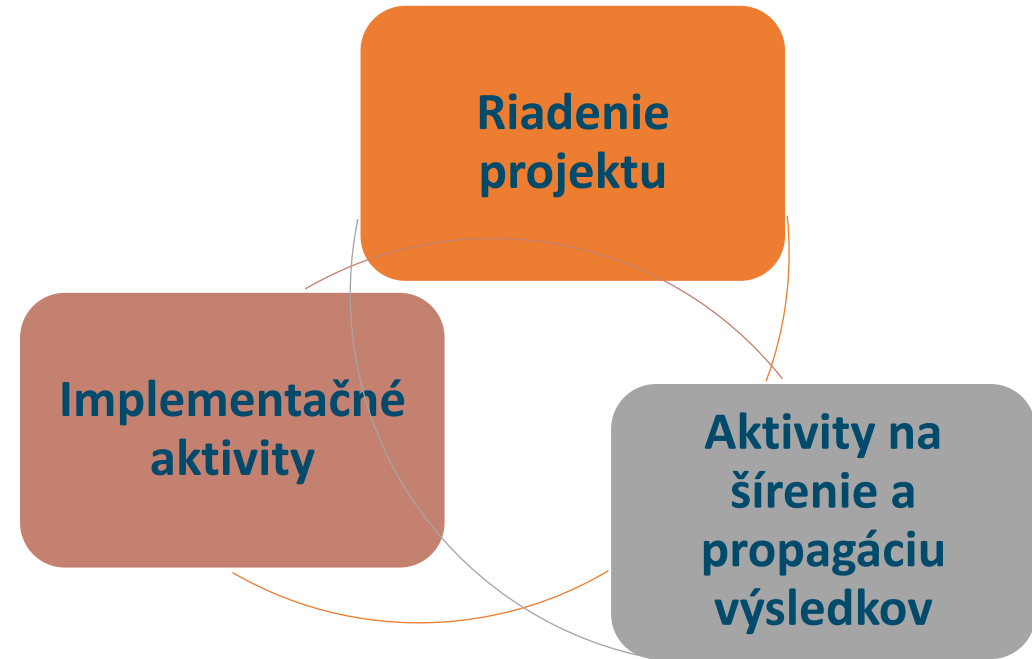 Riadenie
projektu
Implementačné
aktivity
Aktivity na
šírenie a
propagáciu
výsledkov